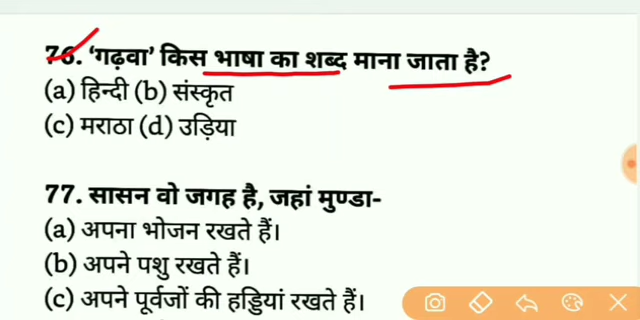 76. ‘गढ़वा’ किस भाषा का शब्द माना जाता है?
(a) हिन्दी (b) संस्कृत
(c) मराठा (d) उड़िया
77. सासन वो जगह है, जहां मुण्डा-
(a) अपना भोजन रखते हैं।
(b) अपने पशु रखते हैं।
(c) अपने पूर्वजों की हड्डियां रखते हैं।